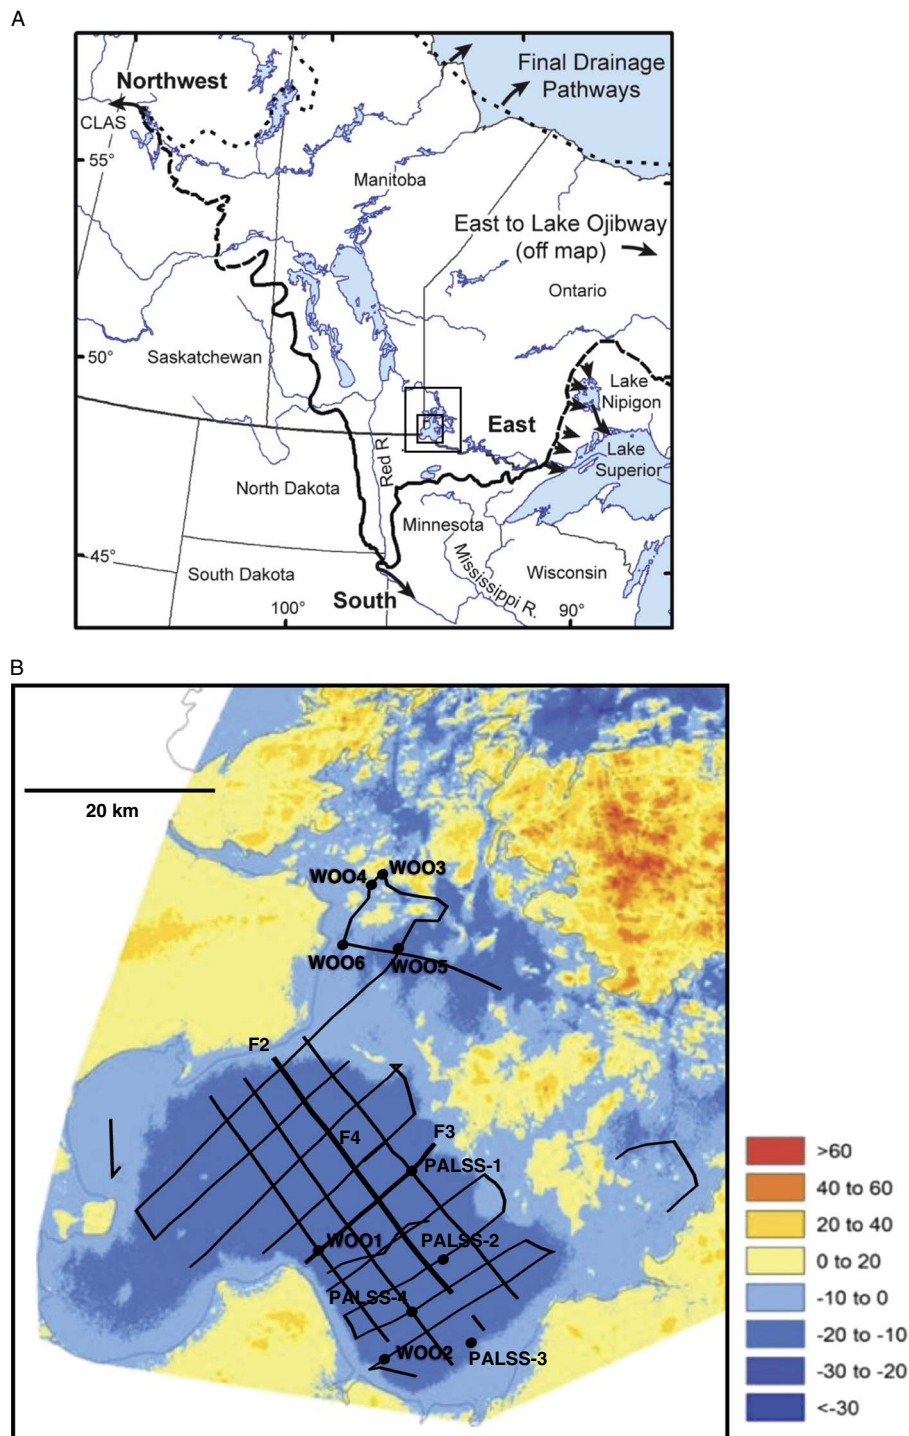 A
Final Drainage
Pathways
Northwest
CLAS
55°
Manitoba
East to Lake Ojibway
(off map)
Ontario
50°
Saskatchewan
Lake
Nipigon
East
Lake
Superior
Red R.
North Dakota
Minnesota
45°
Mississippi R.
South Dakota
Wisconsin
South
100°
90°
B
20 km
WOO3
WOO4
WOO6
WOO5
F2
F4
F3
PALSS-1
WOO1
PALSS-2
PALSS-4
WOO2
PALSS-3
>60
40 to 60
20 to 40
0 to 20
-10 to 0
-20 to -10
-30 to -20
<-30